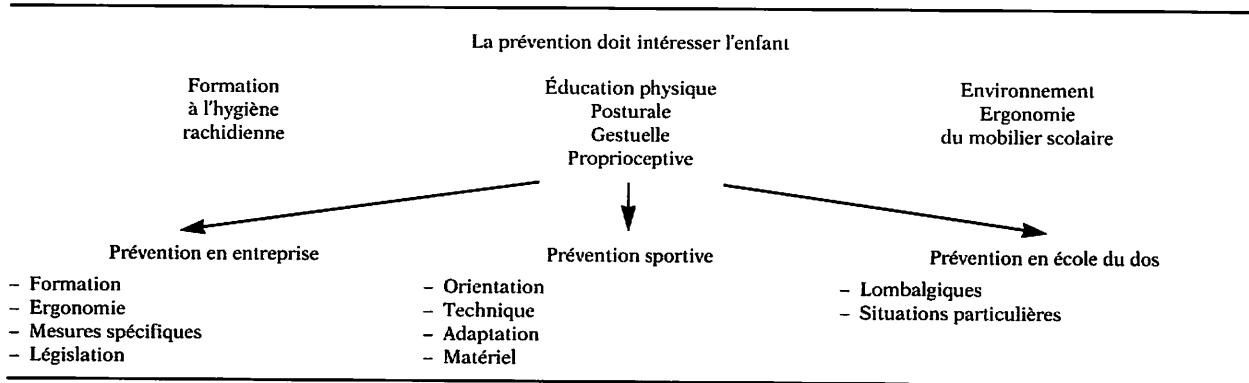 La prévention doit intéresser l'enfant
Formation
à l'hygiène
rachidienne
Éducation physique
Posturale
Gestuelle
Proprioceptive
Environnement
Ergonomie
du mobilier scolaire
Prévention en entreprise
– Formation
– Ergonomie
– Mesures spécifiques
– Législation
Prévention sportive
– Orientation
– Technique
– Adaptation
– Matériel
Prévention en école du dos
– Lombalgiques
– Situations particulières